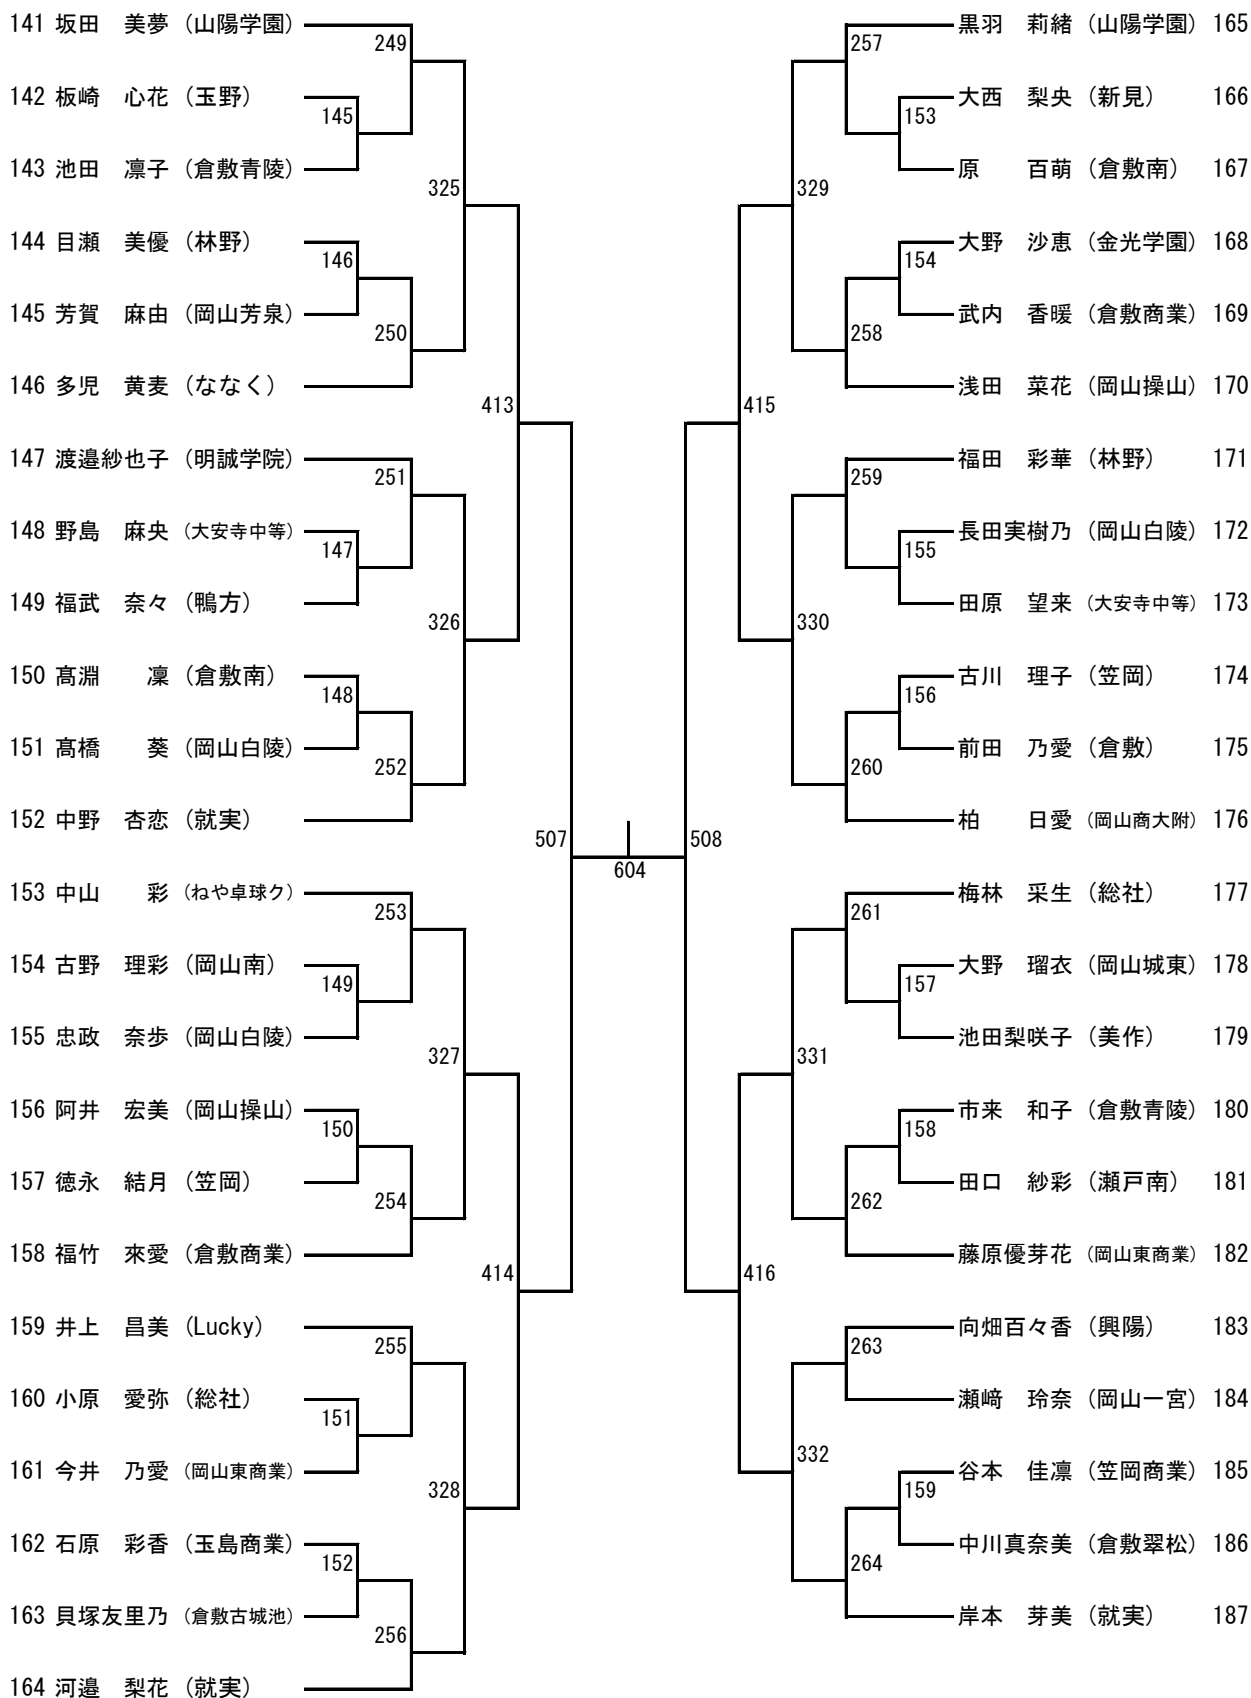 141 坂田　美夢 (山陽学園)
249
142 板崎　心花 (玉野)
145
143 池田　凛子 (倉敷青陵)
325
144 目瀬　美優 (林野)
146
145 芳賀　麻由 (岡山芳泉)
250
146 多児　黄麦 (ななく)
413
147 渡邉紗也子 (明誠学院)
251
148 野島　麻央 (大安寺中等)
147
149 福武　奈々 (鴨方)
326
150 髙淵　　凜 (倉敷南)
148
151 髙橋　　葵 (岡山白陵)
252
152 中野　杏恋 (就実)
507
153 中山　　彩 (ねや卓球ク)
253
154 古野　理彩 (岡山南)
149
155 忠政　奈歩 (岡山白陵)
327
156 阿井　宏美 (岡山操山)
150
157 徳永　結月 (笠岡)
254
158 福竹　來愛 (倉敷商業)
414
159 井上　昌美 (Lucky)
255
160 小原　愛弥 (総社)
151
161 今井　乃愛 (岡山東商業)
328
162 石原　彩香 (玉島商業)
152
163 貝塚友里乃 (倉敷古城池)
256
164 河邉　梨花 (就実)
604
黒羽　莉緒 (山陽学園) 165
257
大西　梨央 (新見) 166
153
原　　百萌 (倉敷南) 167
329
大野　沙恵 (金光学園) 168
154
武内　香暖 (倉敷商業) 169
258
浅田　菜花 (岡山操山) 170
415
福田　彩華 (林野) 171
259
長田実樹乃 (岡山白陵) 172
155
田原　望来 (大安寺中等) 173
330
古川　理子 (笠岡) 174
156
前田　乃愛 (倉敷) 175
260
柏　　日愛 (岡山商大附) 176
508
梅林　采生 (総社) 177
261
大野　瑠衣 (岡山城東) 178
157
池田梨咲子 (美作) 179
331
市来　和子 (倉敷青陵) 180
158
田口　紗彩 (瀬戸南) 181
262
藤原優芽花 (岡山東商業) 182
416
向畑百々香 (興陽) 183
263
瀬﨑　玲奈 (岡山一宮) 184
332
谷本　佳凛 (笠岡商業) 185
159
中川真奈美 (倉敷翠松) 186
264
岸本　芽美 (就実) 187